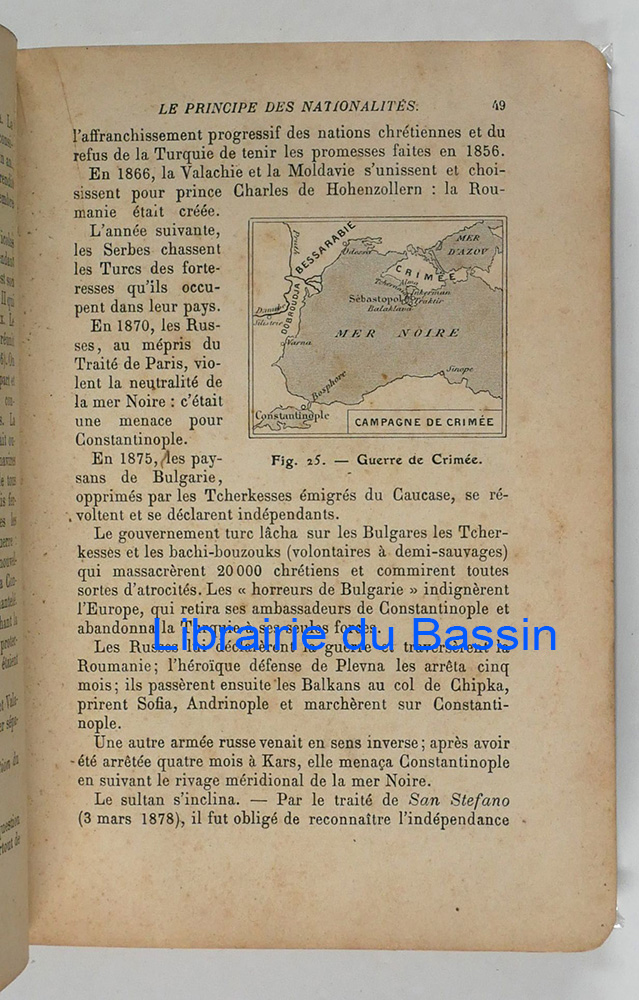 LE PRINCIPE DES NATIONALITÉS. 49
l'affranchissement progressif des nations chrétiennes et du
refus de la Turquie de tenir les promesses faites en 1856.
En 1866, la Valachie et la Moldavie s'unissent et choi-
sissent pour prince Charles de Hohenzollern : la Rou-
manie était créée.
L'année suivante,
les Serbes chassent
les Turcs des forte-
resses qu'ils occu-
pent dans leur pays.
En 1870, les Rus-
ses, au mépris du
Traité de Paris, vio-
lent la neutralité de
la mer Noire : c'était
une menace pour
Constantinople.
En 1875, les pay-
sans de Bulgarie,
BESSARABIE
Odessa
MER
D'AZOV
CRIMÉE
Alma
Inkerman
Sébastopol
Traktir
Balaklava
DOBROUDJA
Silistrie
Varna
MER NOIRE
Sinope
Bosphore
Constantinople
CAMPAGNE DE CRIMÉE
Fig. 25. — Guerre de Crimée.
opprimés par les Tcherkesses émigrés du Caucase, se ré-
voltent et se déclarent indépendants.
Le gouvernement turc lâcha sur les Bulgares les Tcher-
kesses et les bachi-bouzouks (volontaires à demi-sauvages)
qui massacrèrent 20 000 chrétiens et commirent toutes
sortes d'atrocités. Les « horreurs de Bulgarie » indignèrent
l'Europe, qui retira ses ambassadeurs de Constantinople et
abandonna la Turquie à ses seules forces.
Librairie du Bassin
Les Russes lui déclarèrent la guerre et traversèrent la
Roumanie; l'héroïque défense de Plevna les arrêta cinq
mois; ils passèrent ensuite les Balkans au col de Chipka,
prirent Sofia, Andrinople et marchèrent sur Constanti-
nople.
Une autre armée russe venait en sens inverse; après avoir
été arrêtée quatre mois à Kars, elle menaça Constantinople
en suivant le rivage méridional de la mer Noire.
Le sultan s'inclina. — Par le traité de San Stefano
(3 mars 1878), il fut obligé de reconnaître l'indépendance